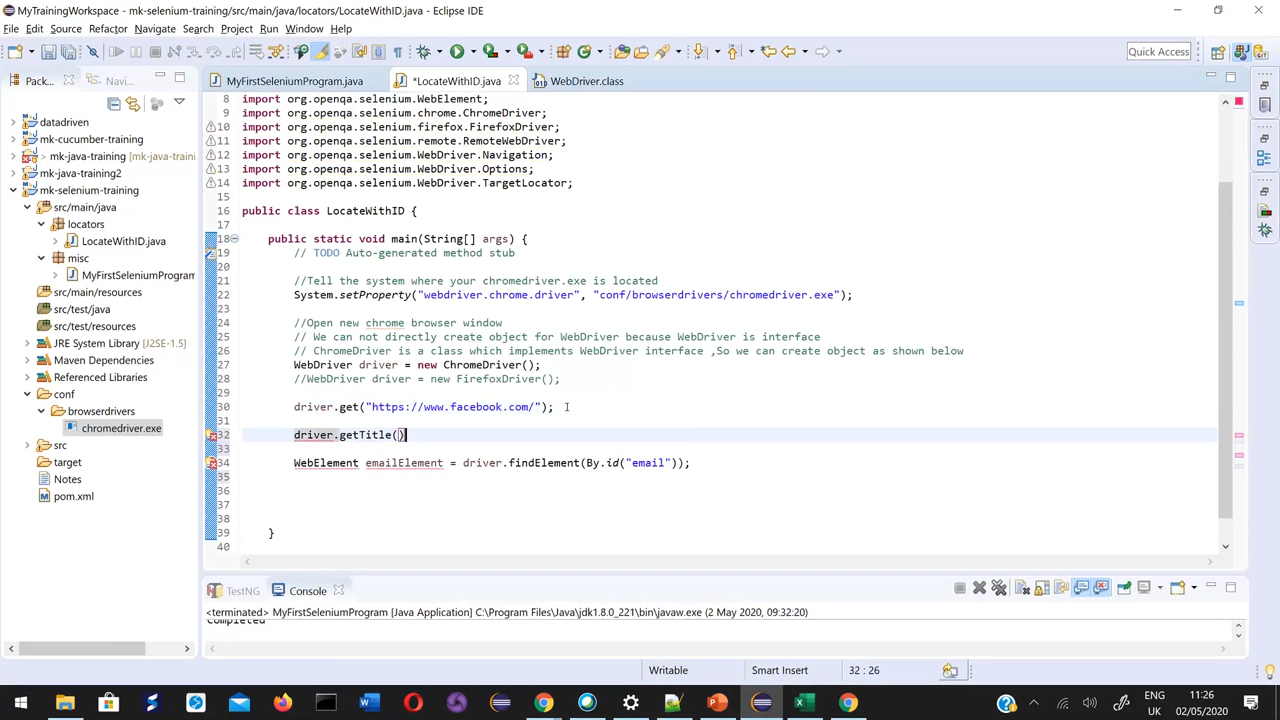 MyTrainingWorkspace - mk-selenium-training/src/main/java/locators/LocateWithID.java - Eclipse IDE
File Edit Source Refactor Navigate Search Project Run Window Help
Quick Access
Pack... Navi...
MyFirstSeleniumProgram.java *LocateWithID.java WebDriver.class
datadriven
mk-cucumber-training
> mk-java-training [mk-java-traini
mk-java-training2
mk-selenium-training
src/main/java
locators
LocateWithID.java
misc
MyFirstSeleniumProgram
src/main/resources
src/test/java
src/test/resources
JRE System Library [J2SE-1.5]
Maven Dependencies
Referenced Libraries
conf
browserdrivers
chromedriver.exe
src
target
Notes
pom.xml
8 import org.openqa.selenium.WebElement;
9 import org.openqa.selenium.chrome.ChromeDriver;
10 import org.openqa.selenium.firefox.FirefoxDriver;
11 import org.openqa.selenium.remote.RemoteWebDriver;
12 import org.openqa.selenium.WebDriver.Navigation;
13 import org.openqa.selenium.WebDriver.Options;
14 import org.openqa.selenium.WebDriver.TargetLocator;
15
16 public class LocateWithID {
17
18 public static void main(String[] args) {
19 // TODO Auto-generated method stub
20
21 //Tell the system where your chromedriver.exe is located
22 System.setProperty("webdriver.chrome.driver", "conf/browserdrivers/chromedriver.exe");
23
24 //Open new chrome browser window
25 // We can not directly create object for WebDriver because WebDriver is interface
26 // ChromeDriver is a class which implements WebDriver interface ,So we can create object as shown below
27 WebDriver driver = new ChromeDriver();
28 //WebDriver driver = new FirefoxDriver();
29
30 driver.get("https://www.facebook.com/");
31
32 driver.getTitle()
33
34 WebElement emailElement = driver.findElement(By.id("email"));
35
36
37
38
39 }
40
TestNG Console
<terminated> MyFirstSeleniumProgram [Java Application] C:\Program Files\Java\jdk1.8.0_221\bin\javaw.exe (2 May 2020, 09:32:20)
Completed
Writable Smart Insert 32 : 26
ENG 11:26
UK 02/05/2020